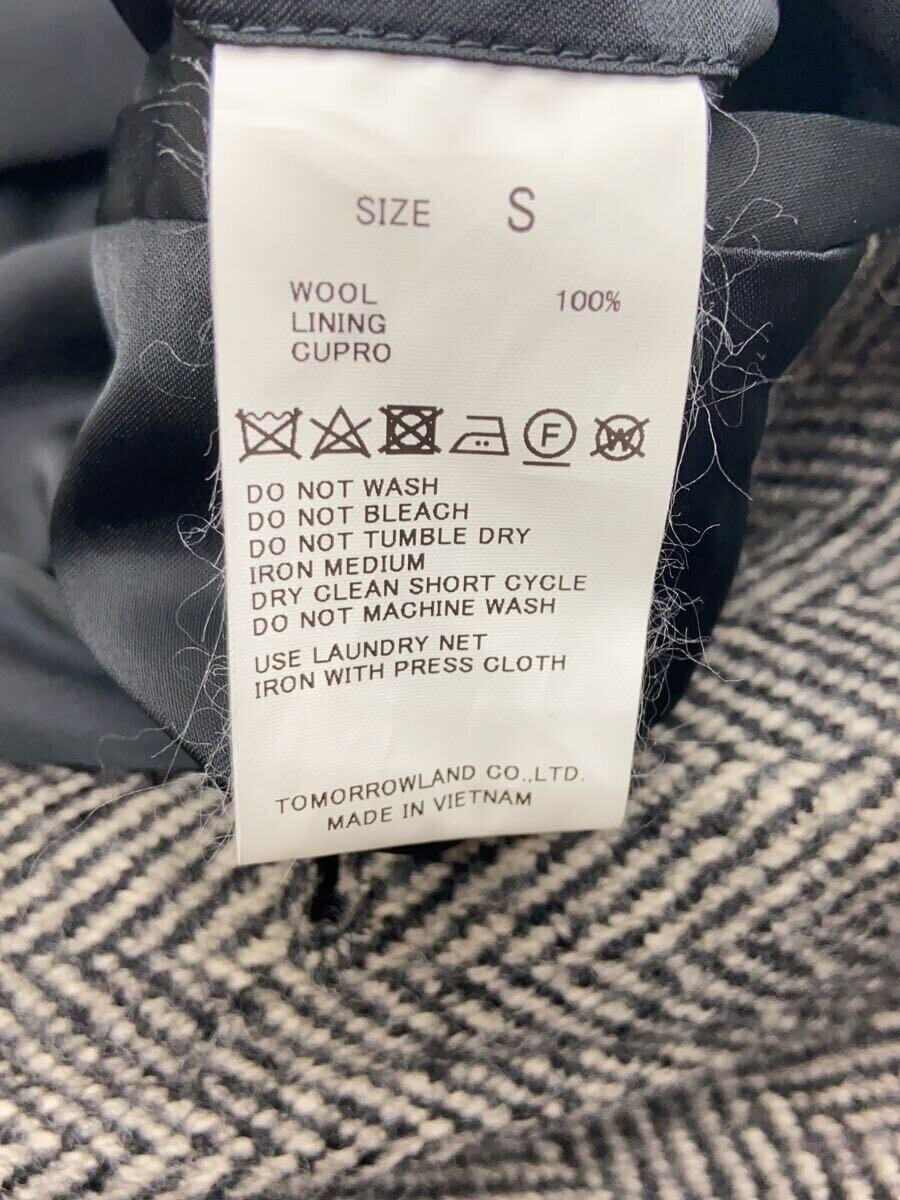 SIZE S
WOOL 100%
LINING
CUPRO
F W
DO NOT WASH
DO NOT BLEACH
DO NOT TUMBLE DRY
IRON MEDIUM
DRY CLEAN SHORT CYCLE
DO NOT MACHINE WASH
USE LAUNDRY NET
IRON WITH PRESS CLOTH
TOMORROWLAND CO.,LTD.
MADE IN VIETNAM